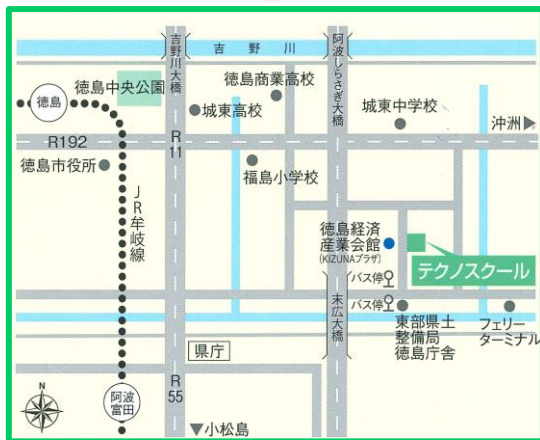 吉野川大橋
吉野川
阿波しらさぎ大橋
徳島中央公園
徳島商業高校
徳島
城東高校
城東中学校
沖洲▶
R192
R
11
徳島市役所
福島小学校
JR牟岐線
徳島経済
産業会館
(KIZUNAプラザ)
テクノスクール
バス停
バス停
末広大橋
東部県土
整備局
徳島庁舎
フェリー
ターミナル
県庁
R
55
N
阿波
富田
▼小松島